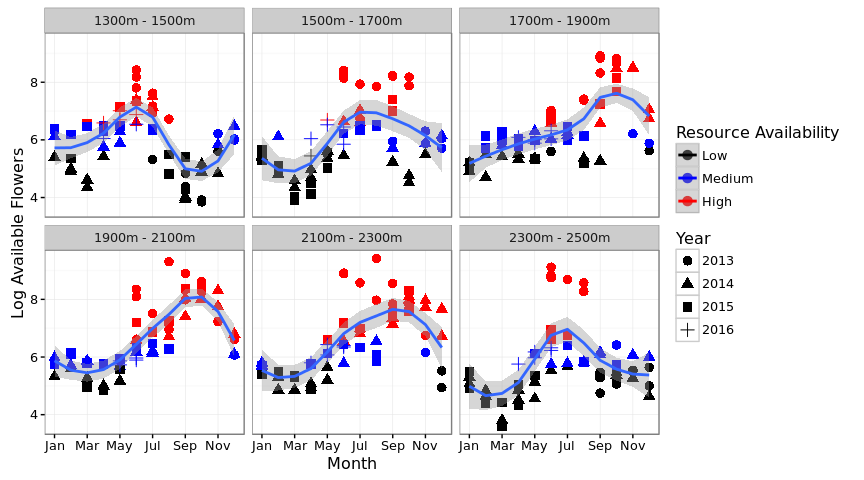 1300m - 1500m
1500m - 1700m
1700m - 1900m
8
6
4
1900m - 2100m
2100m - 2300m
2300m - 2500m
8
6
4
Jan Mar May Jul Sep Nov
Jan Mar May Jul Sep Nov
Jan Mar May Jul Sep Nov
Month
Log Available Flowers
Resource Availability
Low
Medium
High
Year
2013
2014
2015
2016